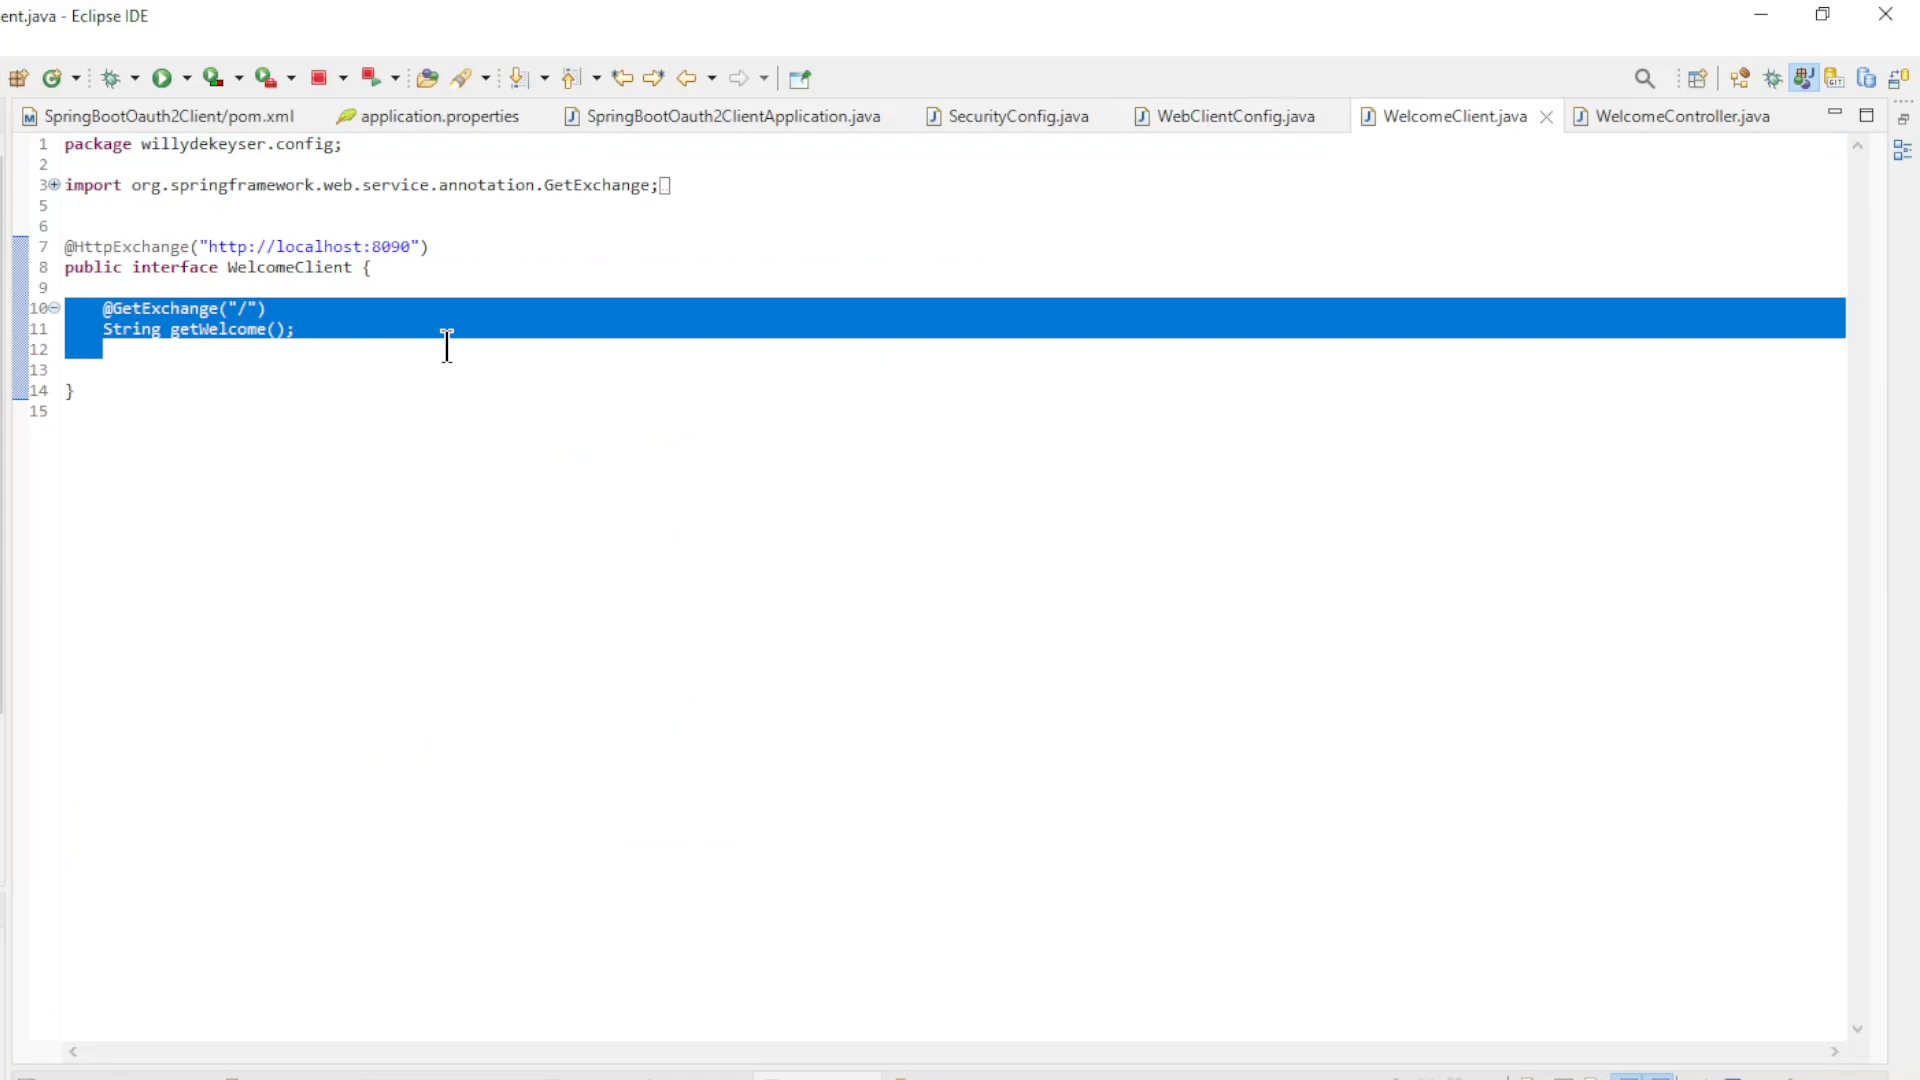 ent.java - Eclipse IDE
SpringBootOauth2Client/pom.xml application.properties SpringBootOauth2ClientApplication.java SecurityConfig.java WebClientConfig.java WelcomeClient.java WelcomeController.java
1 package willydekeyser.config;
2
3 import org.springframework.web.service.annotation.GetExchange;
5
6
7 @HttpExchange("http://localhost:8090")
8 public interface WelcomeClient {
9
10 @GetExchange("/")
11 String getWelcome();
12
13
14 }
15